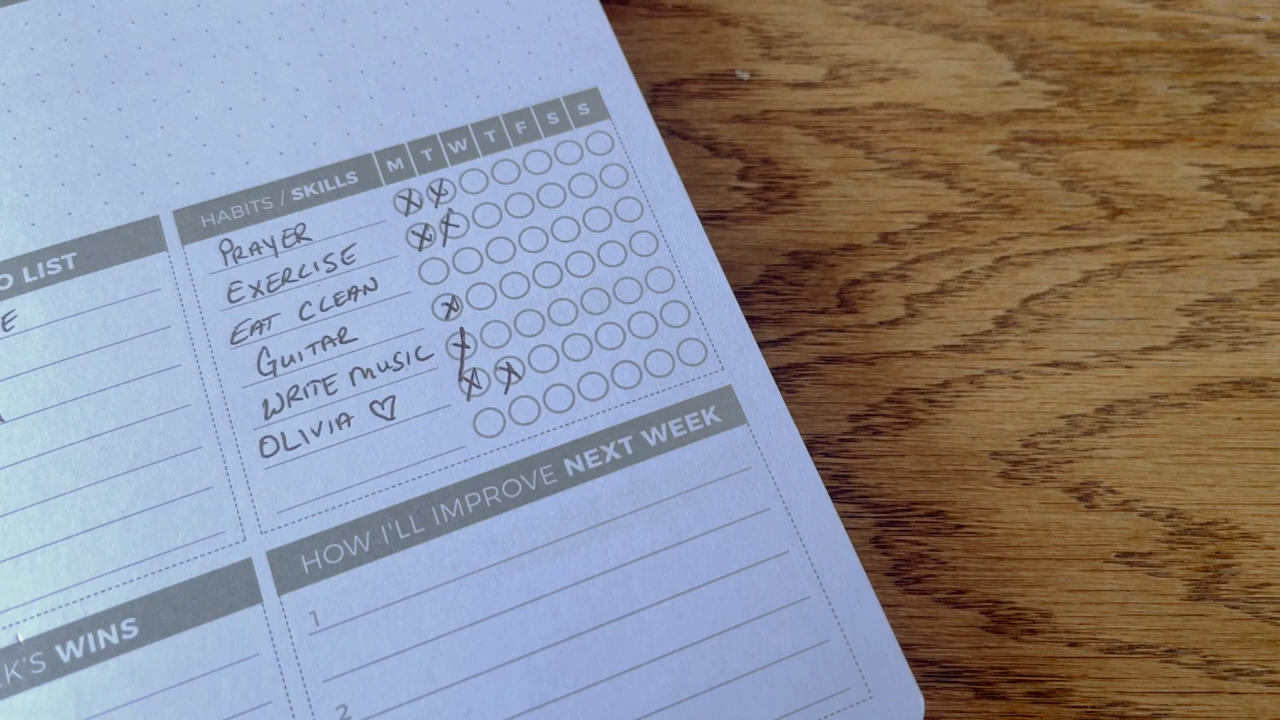 HABITS / SKILLS M T W T F S S
PRAYER
EXERCISE
EAT CLEAN
GUITAR
WRITE MUSIC
OLIVIA ♡
O LIST
E
HOW I'LL IMPROVE NEXT WEEK
1
2
K'S WINS